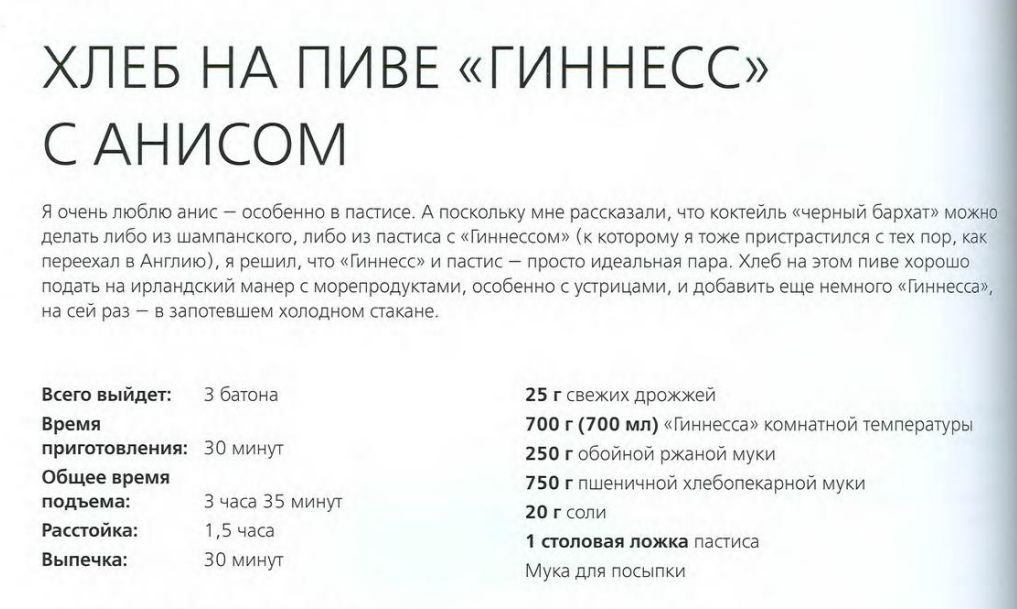 ХЛЕБ НА ПИВЕ «ГИННЕСС»
С АНИСОМ
Я очень люблю анис — особенно в пастисе. А поскольку мне рассказали, что коктейль «черный бархат» можно
делать либо из шампанского, либо из пастиса с «Гиннессом» (к которому я тоже пристрастился с тех пор, как
переехал в Англию), я решил, что «Гиннесс» и пастис — просто идеальная пара. Хлеб на этом пиве хорошо
подать на ирландский манер с морепродуктами, особенно с устрицами, и добавить еще немного «Гиннесса»,
на сей раз — в запотевшем холодном стакане.
Всего выйдет: 3 батона
Время
приготовления: 30 минут
Общее время
подъема: 3 часа 35 минут
Расстойка: 1,5 часа
Выпечка: 30 минут
25 г свежих дрожжей
700 г (700 мл) «Гиннесса» комнатной температуры
250 г обойной ржаной муки
750 г пшеничной хлебопекарной муки
20 г соли
1 столовая ложка пастиса
Мука для посыпки